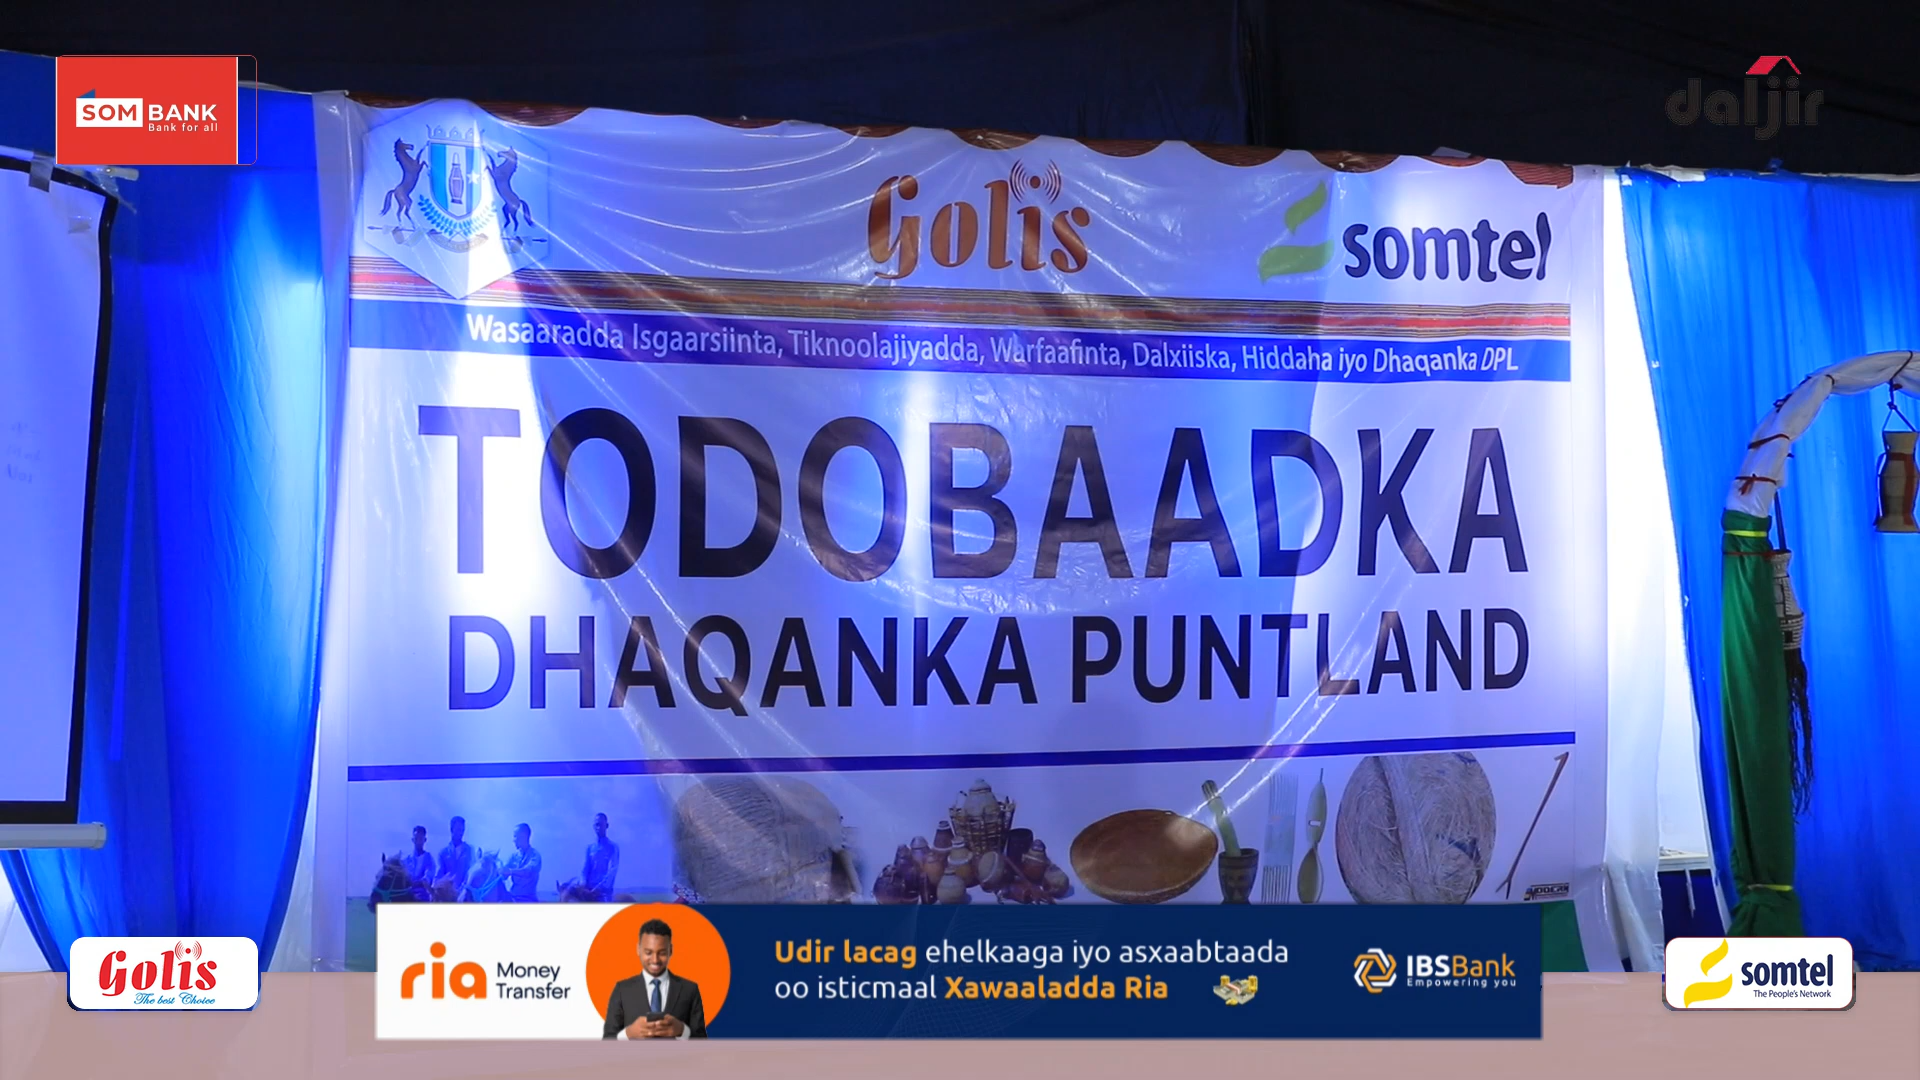 SOM BANK
Bank for all
daljir
Golis
somtel
Wasaaradda Isgaarsiinta, Tiknoolajiyadda, Warfaafinta, Dalxiiska, Hiddaha iyo Dhaqanka DPL
TODOBAADKA
DHAQANKA PUNTLAND
Golis
The best Choice
ria Money
Transfer
Udir lacag ehelkaaga iyo asxaabtaada
oo isticmaal Xawaaladda Ria
IBSBank
Empowering you
somtel
The People's Network